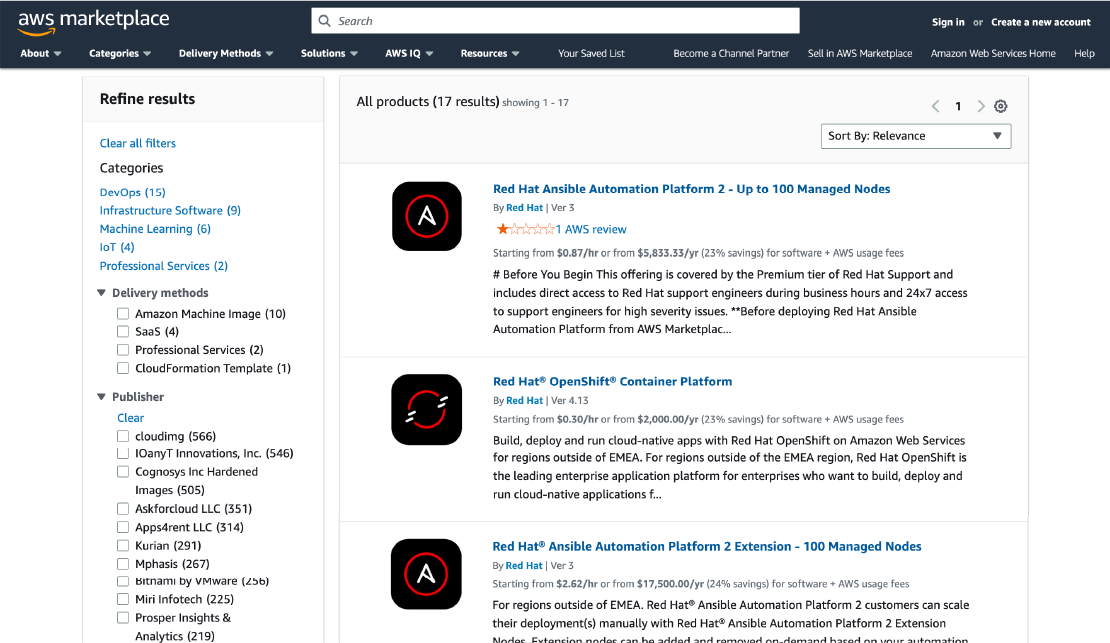 aws marketplace
Search
Sign in or Create a new account
About Categories Delivery Methods Solutions AWS IQ Resources Your Saved List Become a Channel Partner Sell in AWS Marketplace Amazon Web Services Home Help
Refine results
Clear all filters
Categories
DevOps (15)
Infrastructure Software (9)
Machine Learning (6)
IoT (4)
Professional Services (2)
Delivery methods
Amazon Machine Image (10)
SaaS (4)
Professional Services (2)
CloudFormation Template (1)
Publisher
Clear
cloudimg (566)
IOanyT Innovations, Inc. (546)
Cognosys Inc Hardened
Images (505)
Askforcloud LLC (351)
Apps4rent LLC (314)
Kurian (291)
Mphasis (267)
Bitnami by VMware (256)
Miri Infotech (225)
Prosper Insights &
Analytics (219)
All products (17 results) showing 1 - 17
1
Sort By: Relevance
Red Hat Ansible Automation Platform 2 - Up to 100 Managed Nodes
By Red Hat | Ver 3
1 AWS review
Starting from $0.87/hr or from $5,833.33/yr (23% savings) for software + AWS usage fees
# Before You Begin This offering is covered by the Premium tier of Red Hat Support and
includes direct access to Red Hat support engineers during business hours and 24x7 access
to support engineers for high severity issues. **Before deploying Red Hat Ansible
Automation Platform from AWS Marketplac...
Red Hat® OpenShift® Container Platform
By Red Hat | Ver 4.13
Starting from $0.30/hr or from $2,000.00/yr (23% savings) for software + AWS usage fees
Build, deploy and run cloud-native apps with Red Hat OpenShift on Amazon Web Services
for regions outside of EMEA. For regions outside of the EMEA region, Red Hat OpenShift is
the leading enterprise application platform for enterprises who want to build, deploy and
run cloud-native applications f...
Red Hat® Ansible Automation Platform 2 Extension - 100 Managed Nodes
By Red Hat | Ver 3
Starting from $2.62/hr or from $17,500.00/yr (24% savings) for software + AWS usage fees
For regions outside of EMEA. Red Hat® Ansible Automation Platform 2 customers can scale
their deployment(s) manually with Red Hat® Ansible Automation Platform 2 Extension
Nodes. Extension nodes can be added and removed on-demand based on your automation